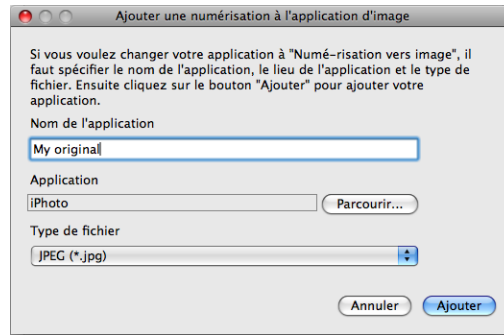 Ajouter une numérisation à l'application d'image
Si vous voulez changer votre application à "Numé-risation vers image", il
faut spécifier le nom de l'application, le lieu de l'application et le type de
fichier. Ensuite cliquez sur le bouton "Ajouter" pour ajouter votre
application.
Nom de l'application
My original
Application
iPhoto
Parcourir...
Type de fichier
JPEG (*.jpg)
Annuler
Ajouter